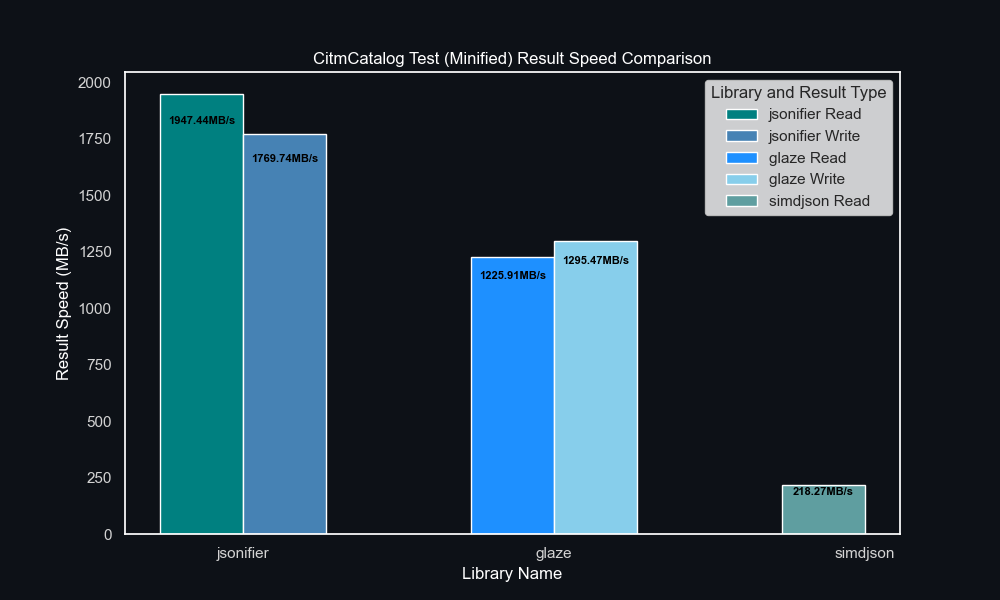 CitmCatalog Test (Minified) Result Speed Comparison
Library and Result Type
jsonifier Read
jsonifier Write
glaze Read
glaze Write
simdjson Read
Result Speed (MB/s)
2000
1750
1500
1250
1000
750
500
250
0
1947.44MB/s
1769.74MB/s
1225.91MB/s
1295.47MB/s
218.27MB/s
jsonifier
glaze
simdjson
Library Name